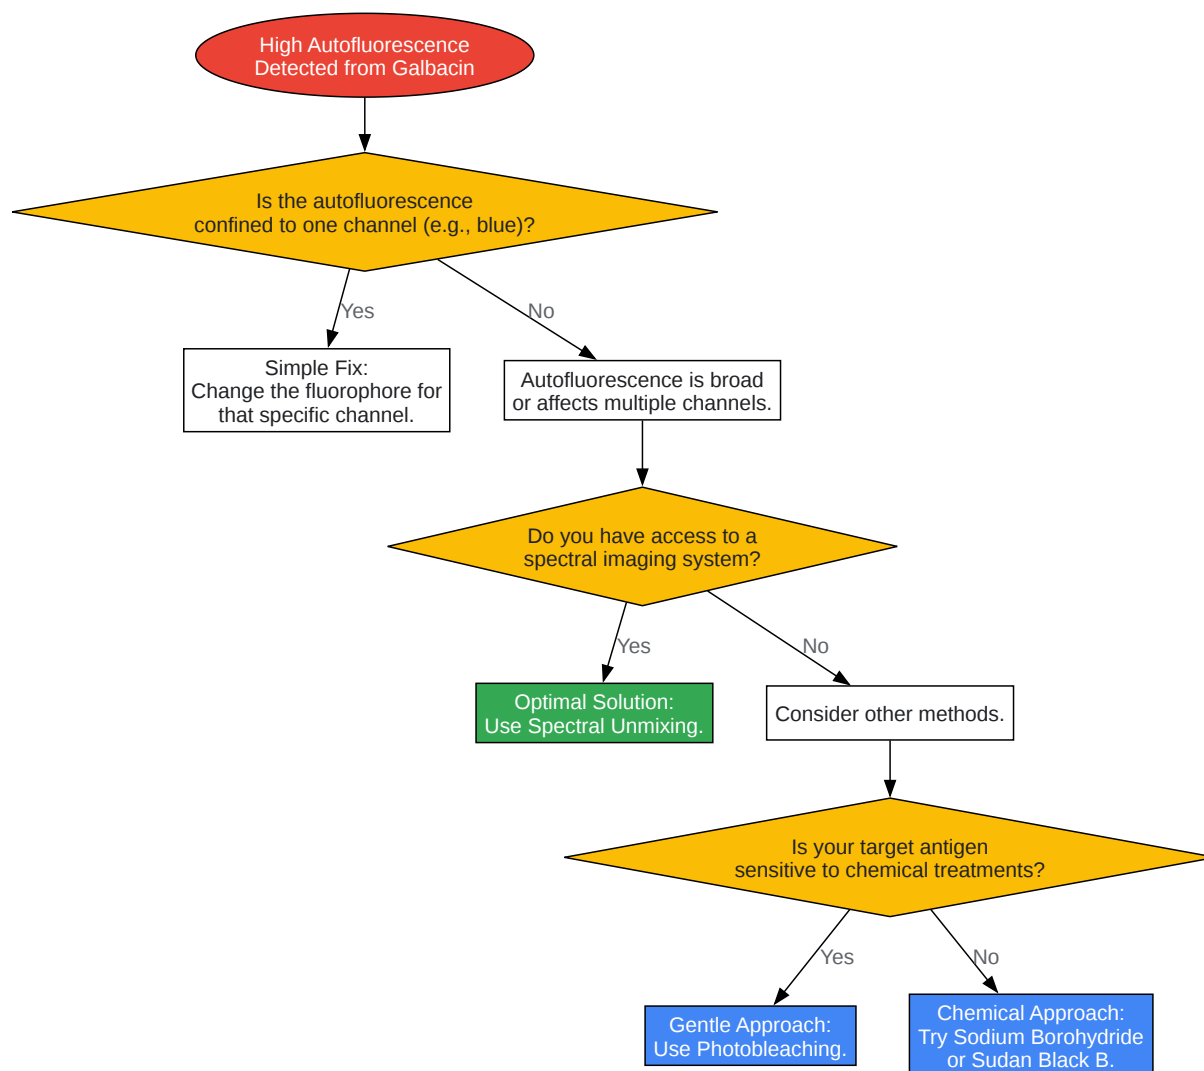 High Autofluorescence
Detected from Galbacin
Is the autofluorescence
confined to one channel (e.g., blue)?
Yes
No
Simple Fix:
Change the fluorophore for
that specific channel.
Autofluorescence is broad
or affects multiple channels.
Do you have access to a
spectral imaging system?
Yes
No
Optimal Solution:
Use Spectral Unmixing.
Consider other methods.
Is your target antigen
sensitive to chemical treatments?
Yes
No
Gentle Approach:
Use Photobleaching.
Chemical Approach:
Try Sodium Borohydride
or Sudan Black B.